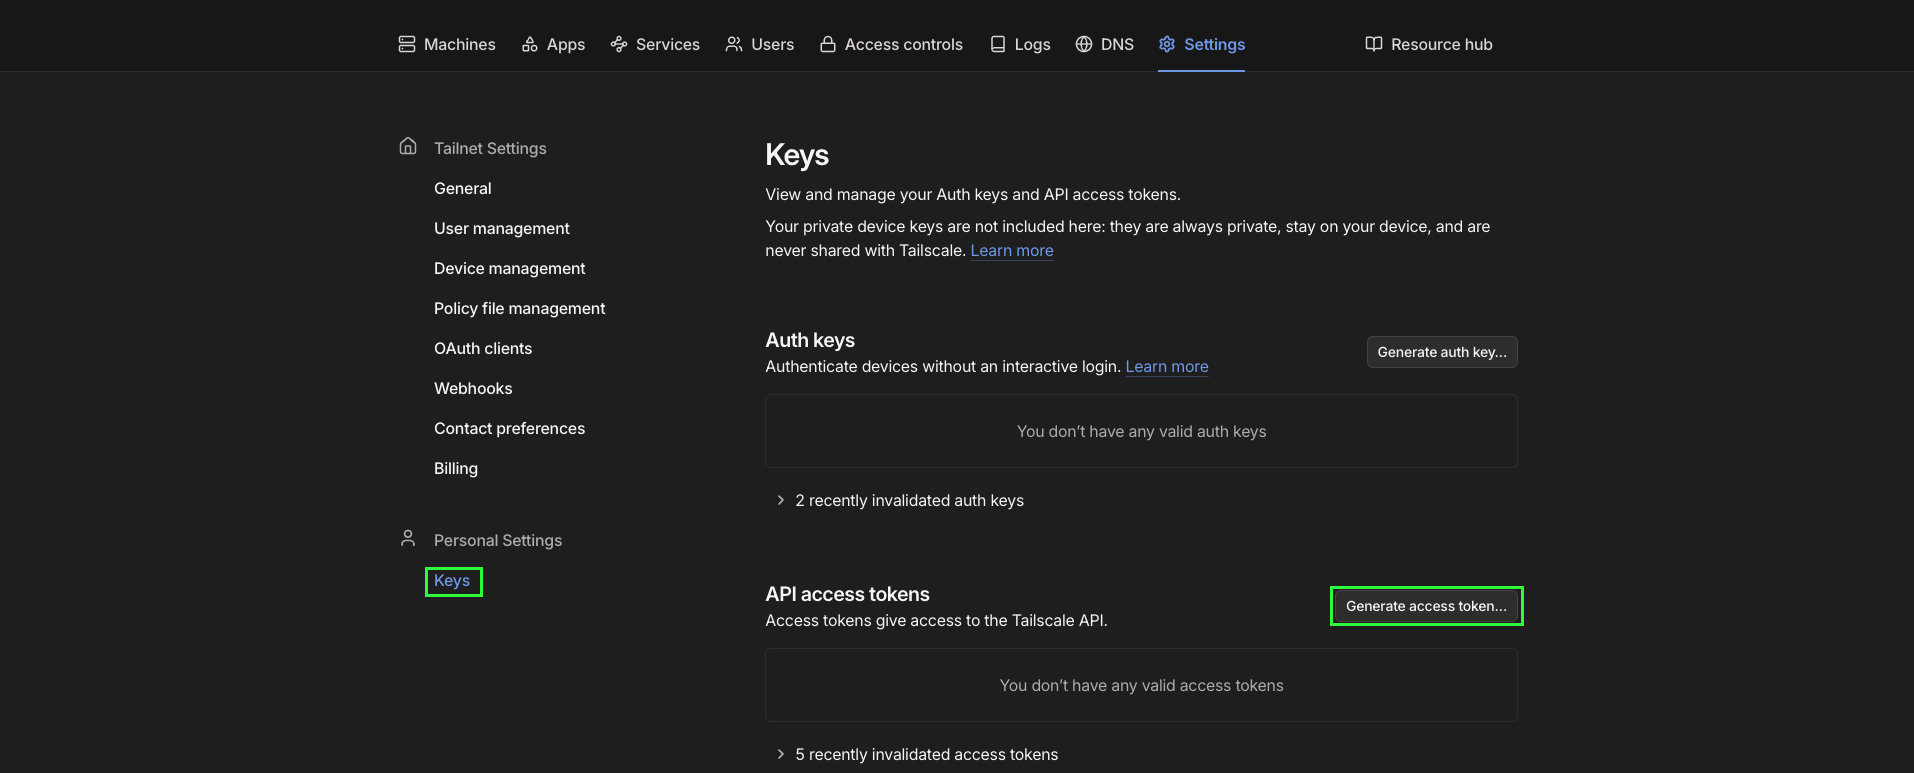 Machines Apps Services Users Access controls Logs DNS Settings Resource hub
Tailnet Settings
General
User management
Device management
Policy file management
OAuth clients
Webhooks
Contact preferences
Billing
Personal Settings
Keys
Keys
View and manage your Auth keys and API access tokens.
Your private device keys are not included here: they are always private, stay on your device, and are
never shared with Tailscale. Learn more
Auth keys
Generate auth key...
Authenticate devices without an interactive login. Learn more
You don’t have any valid auth keys
2 recently invalidated auth keys
API access tokens
Generate access token...
Access tokens give access to the Tailscale API.
You don’t have any valid access tokens
5 recently invalidated access tokens